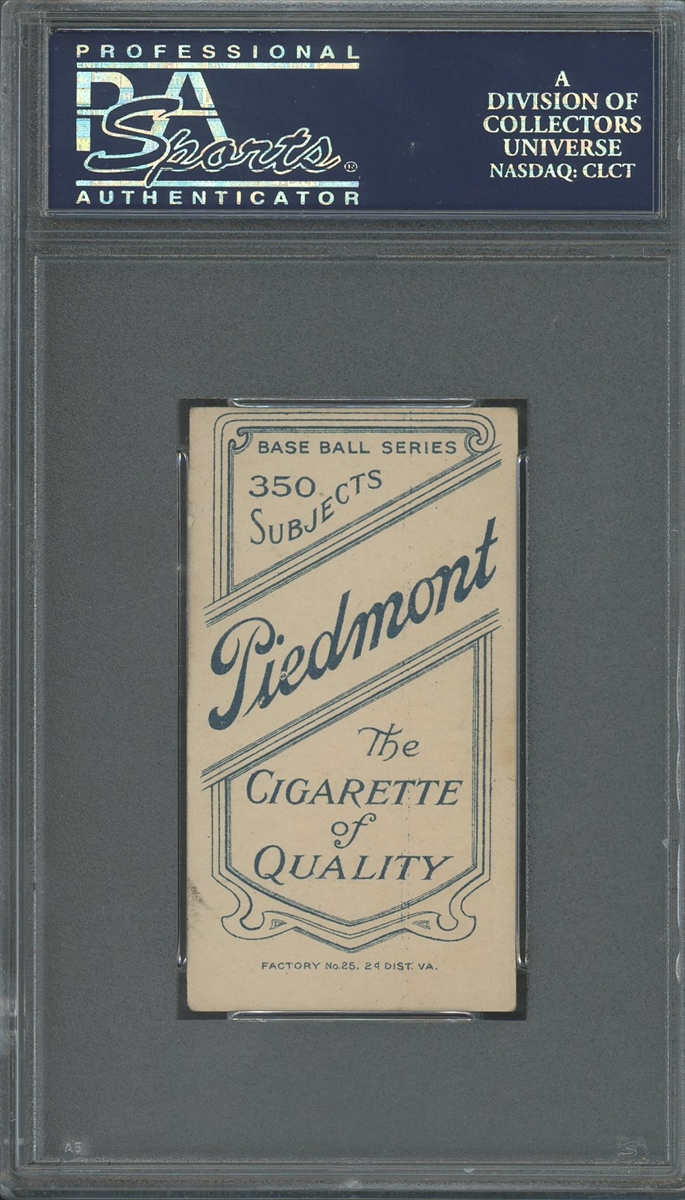 PROFESSIONAL
PSA
Sports
AUTHENTICATOR
A
DIVISION OF
COLLECTORS
UNIVERSE
NASDAQ: CLCT
BASE BALL SERIES
350
SUBJECTS
Piedmont
The
CIGARETTE
of
QUALITY
FACTORY No.25. 2d DIST. VA.
PSA